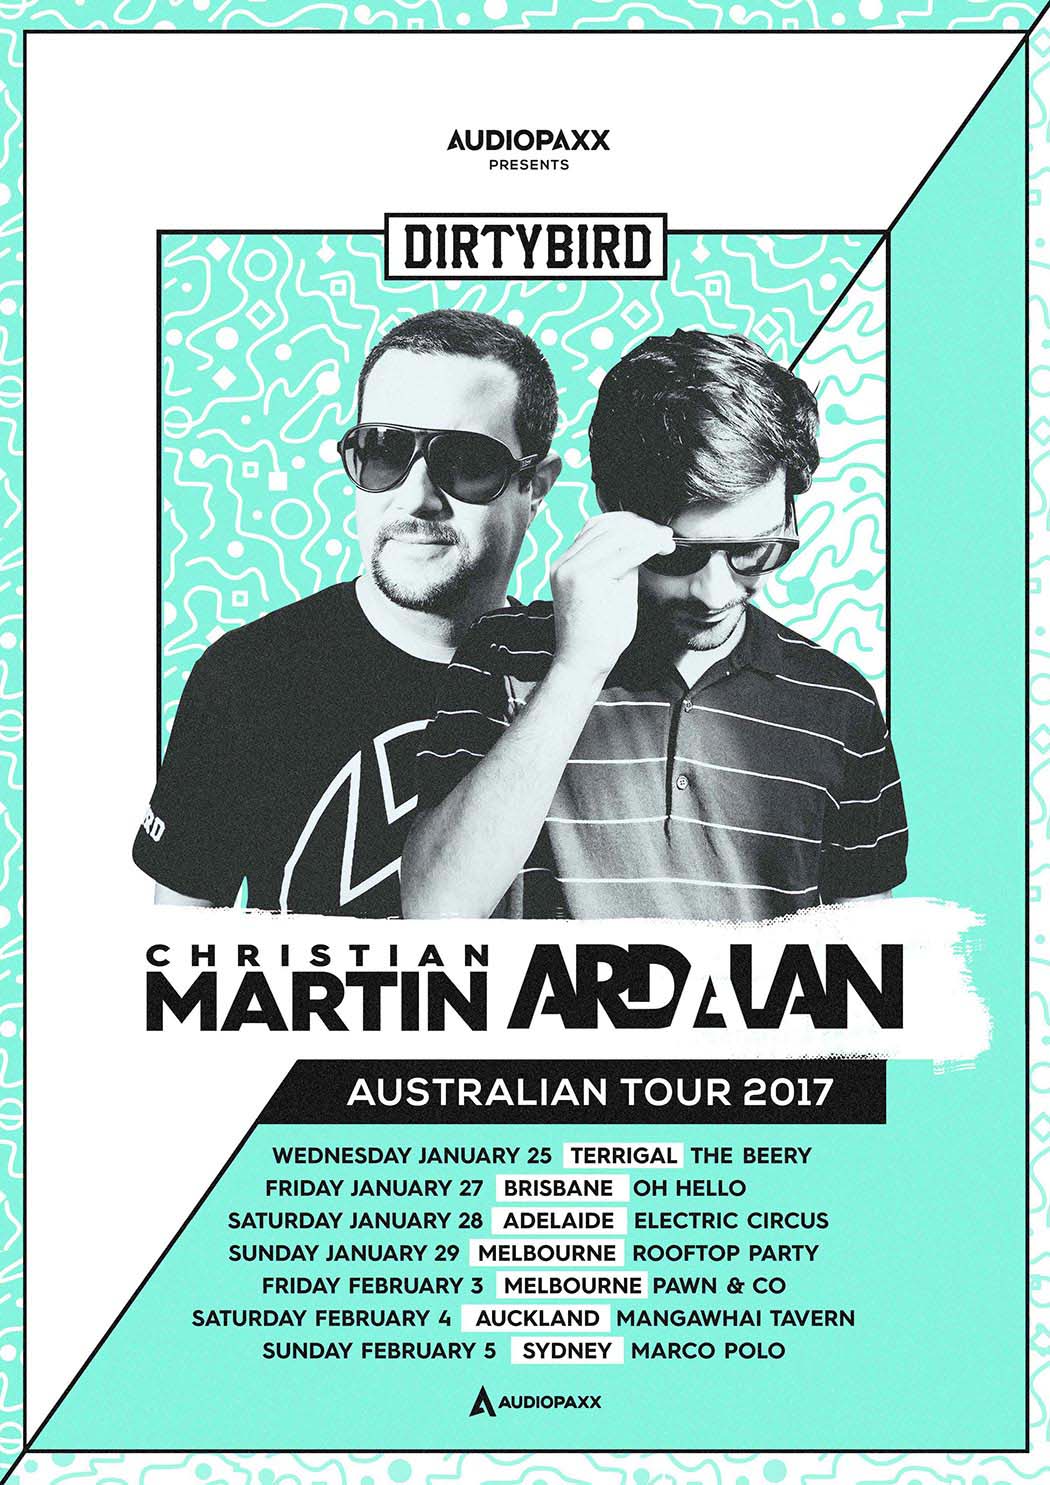 AUDIOPAXX
PRESENTS
DIRTYBIRD
RD
CHRISTIAN
MARTIN ARDALAN
AUSTRALIAN TOUR 2017
WEDNESDAY JANUARY 25 TERRIGAL THE BEERY
FRIDAY JANUARY 27 BRISBANE OH HELLO
SATURDAY JANUARY 28 ADELAIDE ELECTRIC CIRCUS
SUNDAY JANUARY 29 MELBOURNE ROOFTOP PARTY
FRIDAY FEBRUARY 3 MELBOURNE PAWN & CO
SATURDAY FEBRUARY 4 AUCKLAND MANGAWHAI TAVERN
SUNDAY FEBRUARY 5 SYDNEY MARCO POLO
AUDIOPAXX